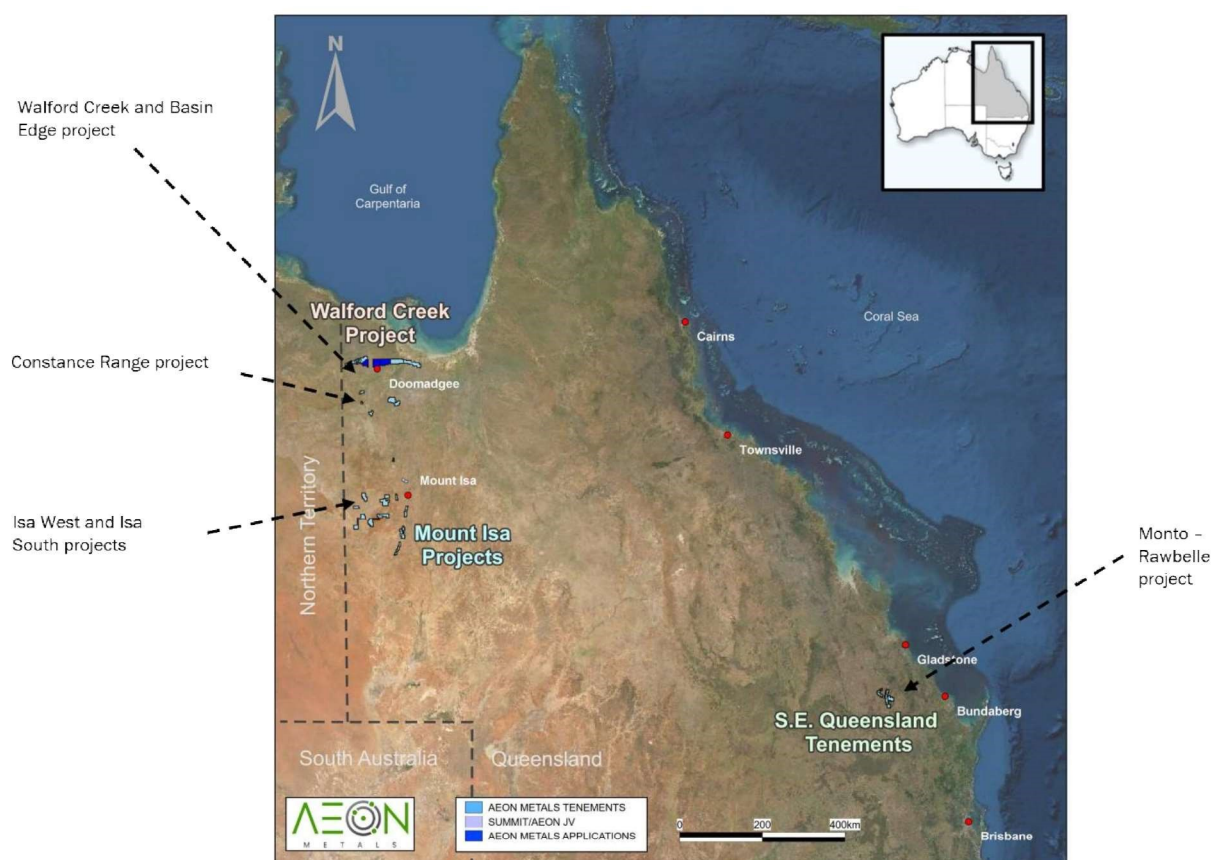 N
Walford Creek and Basin
Edge project
Gulf of
Carpentaria
Walford Creek
Project
Cairns
Coral Sea
Constance Range project
Doomadgee
Townsville
Mount Isa
Isa West and Isa
South projects
Mount Isa
Projects
Northern Territory
Monto –
Rawbelle
project
Gladstone
Bundaberg
S.E. Queensland
Tenements
South Australia
Queensland
AEON
METALS
AEON METALS TENEMENTS
SUMMIT/AEON JV
AEON METALS APPLICATIONS
0
200
400km
Brisbane